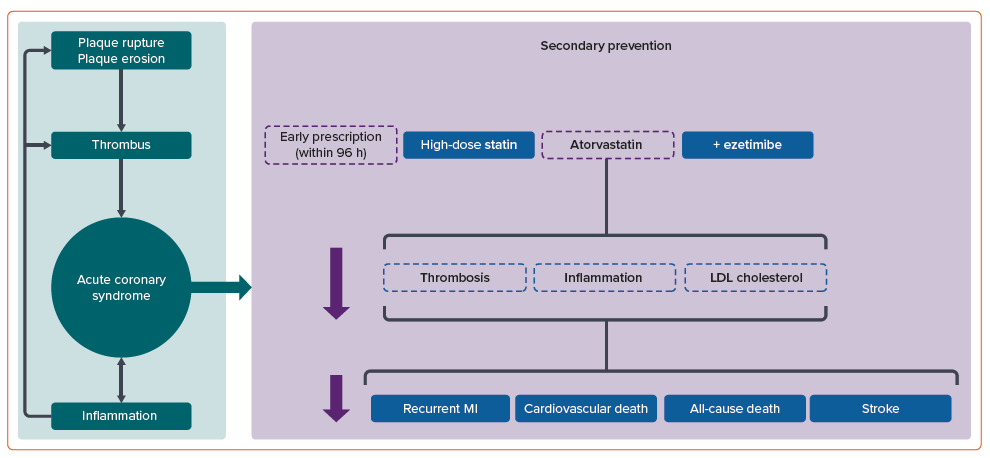 Plaque rupture
Plaque erosion
Thrombus
Acute coronary
syndrome
Inflammation
Secondary prevention
Early prescription
(within 96 h)
High-dose statin
Atorvastatin
+ ezetimibe
Thrombosis
Inflammation
LDL cholesterol
Recurrent MI
Cardiovascular death
All-cause death
Stroke